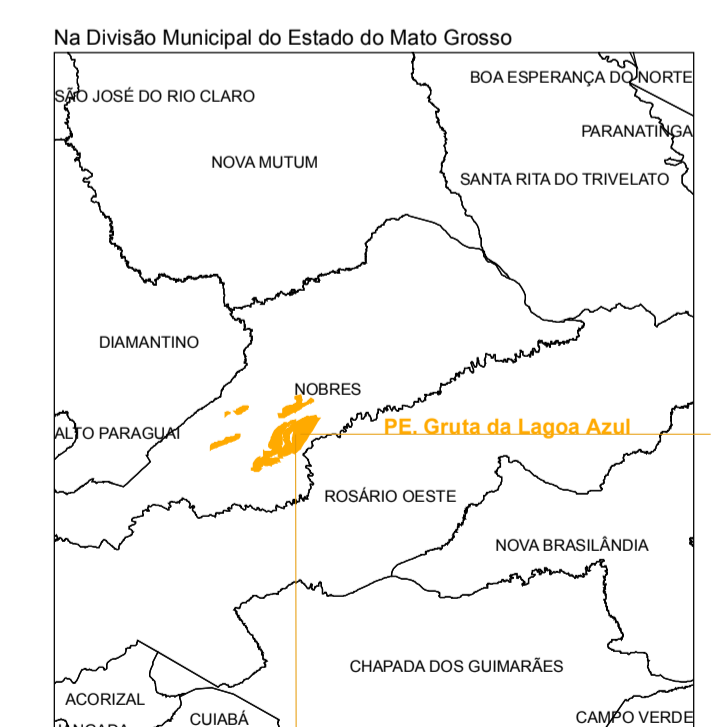 Na Divisão Municipal do Estado do Mato Grosso
BOA ESPERANÇA DO NORTE
SÃO JOSÉ DO RIO CLARO
PARANATINGA
NOVA MUTUM
SANTA RITA DO TRIVELATO
DIAMANTINO
NOBRES
PE. Gruta da Lagoa Azul
ALTO PARAGUAI
ROSÁRIO OESTE
NOVA BRASILÂNDIA
CHAPADA DOS GUIMARÃES
ACORIZAL
CAMPO VERDE
CUIABÁ